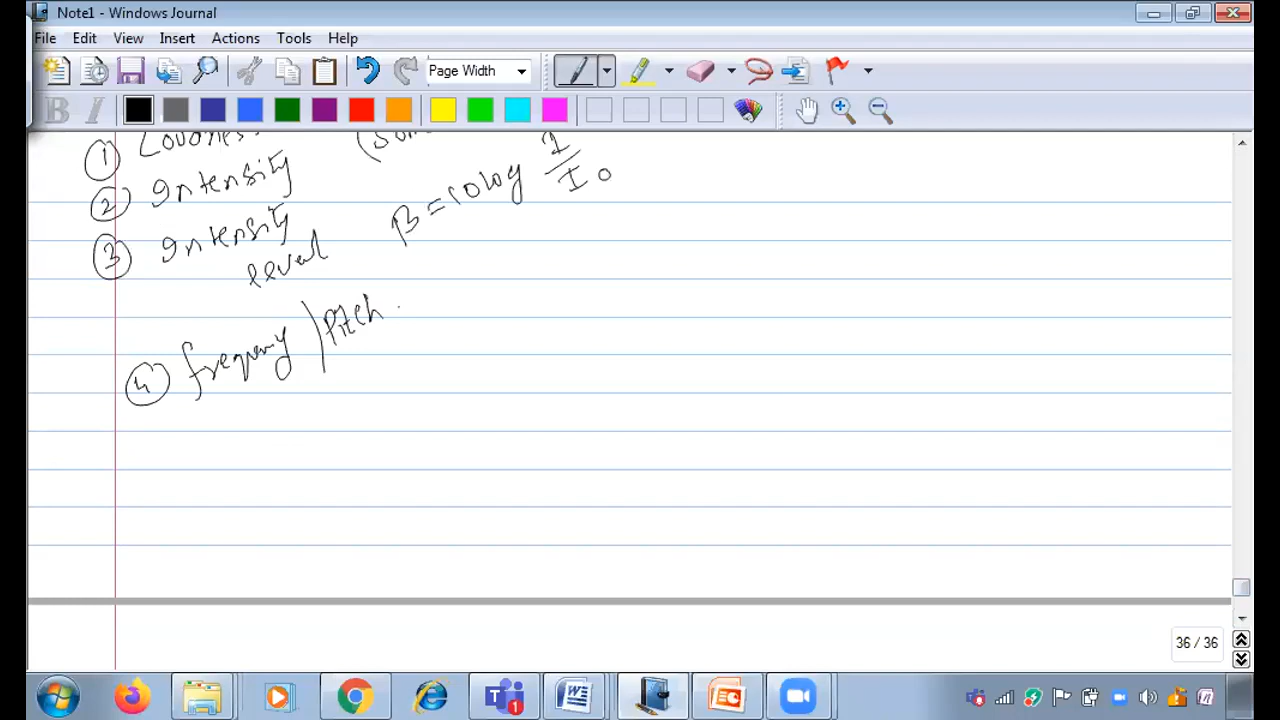 Note1 - Windows Journal
File Edit View Insert Actions Tools Help
Page Width
B I
① Loudness
② Intensity
③ Intensity level β = 10 log I/I₀
④ frequency / Pitch
36 / 36
1